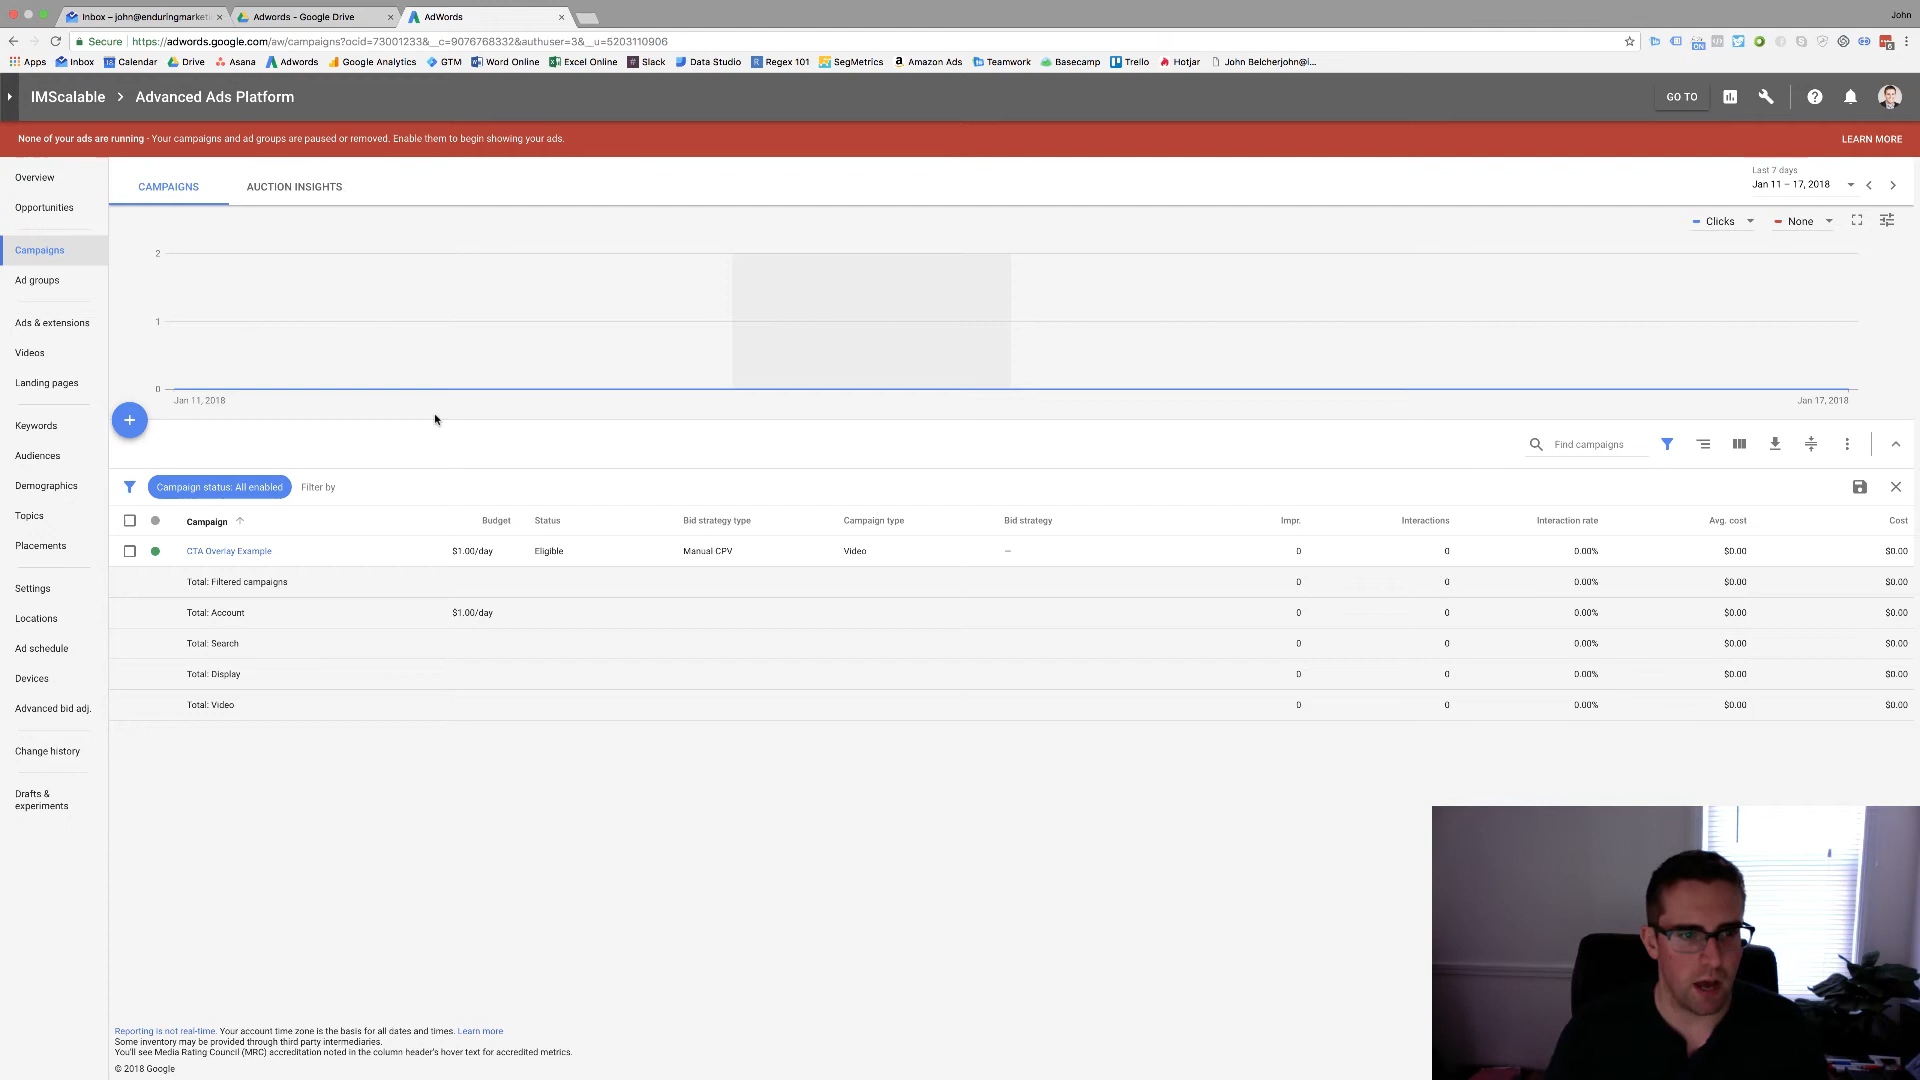 Inbox – john@enduringmarketi
Adwords - Google Drive
AdWords
John
Secure
https://adwords.google.com/aw/campaigns?ocid=73001233&__c=9076768332&authuser=3&__u=5203110906
Apps
Inbox
Calendar
Drive
Asana
Adwords
Google Analytics
GTM
Word Online
Excel Online
Slack
Data Studio
Regex 101
SegMetrics
Amazon Ads
Teamwork
Basecamp
Trello
Hotjar
John Belcherjohn@i...
IMScalable > Advanced Ads Platform
GO TO
None of your ads are running - Your campaigns and ad groups are paused or removed. Enable them to begin showing your ads.
LEARN MORE
Overview
Opportunities
Campaigns
Ad groups
Ads & extensions
Videos
Landing pages
Keywords
Audiences
Demographics
Topics
Placements
Settings
Locations
Ad schedule
Devices
Advanced bid adj.
Change history
Drafts &
experiments
CAMPAIGNS
AUCTION INSIGHTS
Last 7 days
Jan 11 – 17, 2018
Clicks
None
2
1
0
Jan 11, 2018
Jan 17, 2018
Find campaigns
Campaign status: All enabled
Filter by
Campaign Budget Status Bid strategy type Campaign type Bid strategy Impr. Interactions Interaction rate Avg. cost Cost
CTA Overlay Example $1.00/day Eligible Manual CPV Video – 0 0 0.00% $0.00 $0.00
Total: Filtered campaigns 0 0 0.00% $0.00 $0.00
Total: Account $1.00/day 0 0 0.00% $0.00 $0.00
Total: Search 0 0 0.00% $0.00 $0.00
Total: Display 0 0 0.00% $0.00 $0.00
Total: Video 0 0 0.00% $0.00 $0.00
Reporting is not real-time. Your account time zone is the basis for all dates and times. Learn more
Some inventory may be provided through third party intermediaries.
You'll see Media Rating Council (MRC) accreditation noted in the column header's hover text for accredited metrics.
© 2018 Google